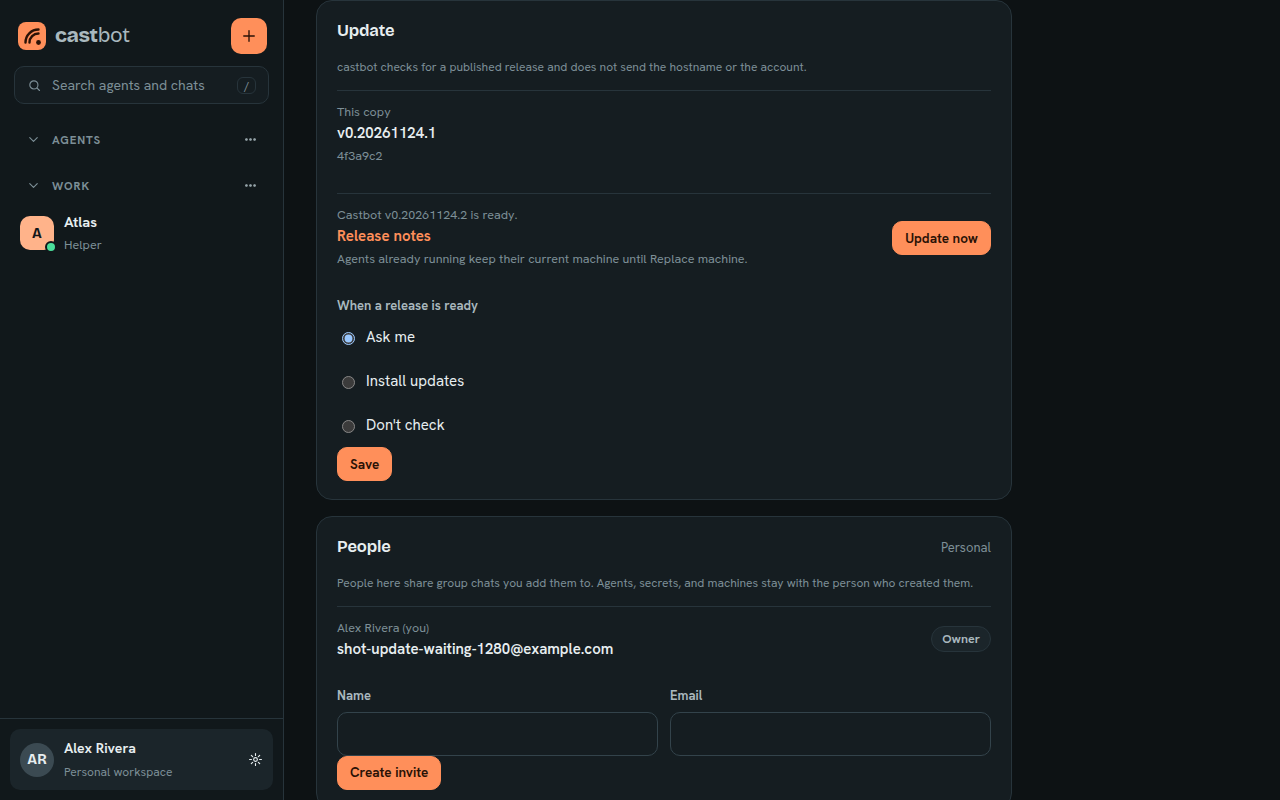 castbot
+
Search agents and chats /
AGENTS
WORK
A
Atlas
Helper
AR
Alex Rivera
Personal workspace
Update
castbot checks for a published release and does not send the hostname or the account.
This copy
v0.20261124.1
4f3a9c2
Castbot v0.20261124.2 is ready.
Release notes
Agents already running keep their current machine until Replace machine.
Update now
When a release is ready
Ask me
Install updates
Don't check
Save
People
Personal
People here share group chats you add them to. Agents, secrets, and machines stay with the person who created them.
Alex Rivera (you)
shot-update-waiting-1280@example.com
Owner
Name
Email
Create invite